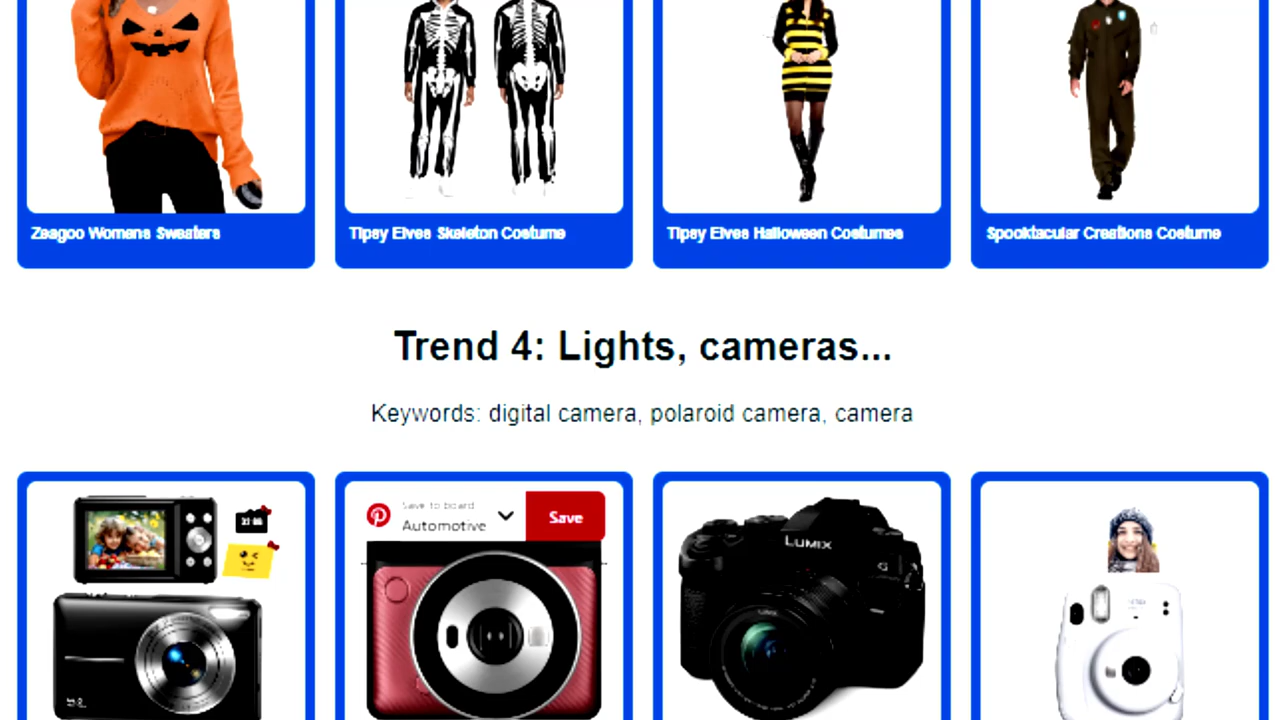 Zeagoo Womens Sweaters
Tipsy Elves Skeleton Costume
Tipsy Elves Halloween Costumes
Spooktacular Creations Costume
Trend 4: Lights, cameras...
Keywords: digital camera, polaroid camera, camera
Save to board
Automotive
Save
LUMIX
G